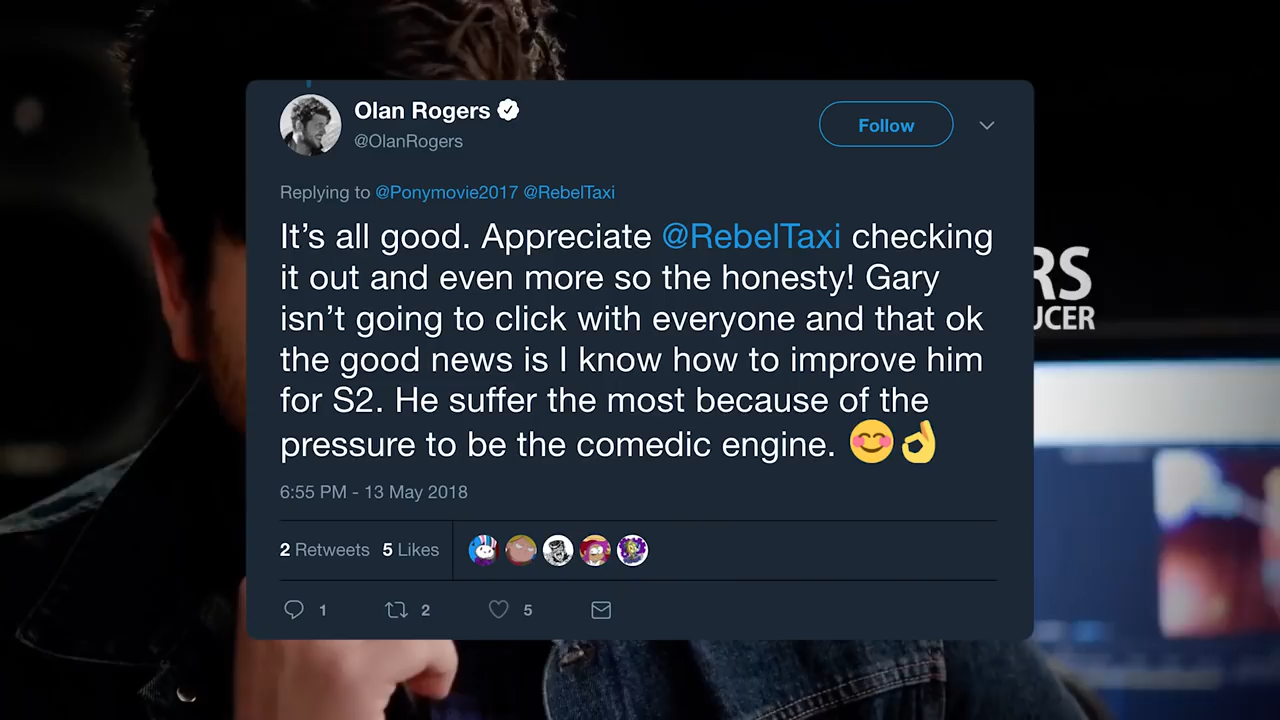 Olan Rogers
@OlanRogers
Follow
Replying to @Ponymovie2017 @RebelTaxi
It’s all good. Appreciate @RebelTaxi checking
it out and even more so the honesty! Gary
isn’t going to click with everyone and that ok
the good news is I know how to improve him
for S2. He suffer the most because of the
pressure to be the comedic engine. 😊👌
6:55 PM - 13 May 2018
2 Retweets 5 Likes
1 2 5
RS
UCER